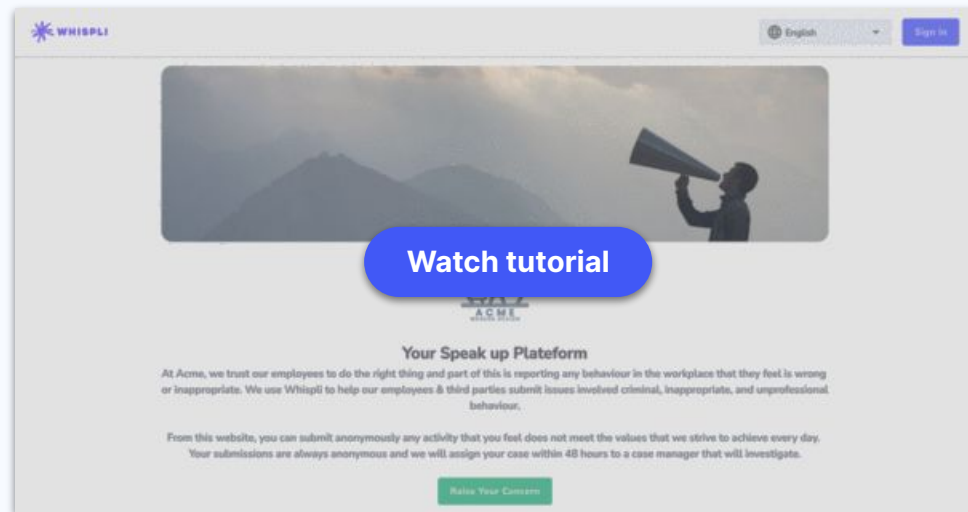 WHISPLI
English
Sign in
Watch tutorial
ACME
Your Speak up Plateform
At Acme, we trust our employees to do the right thing and part of this is reporting any behaviour in the workplace that they feel is wrong
or inappropriate. We use Whispli to help our employees & third parties submit issues involved criminal, inappropriate, and unprofessional
behaviour.
From this website, you can submit anonymously any activity that you feel does not meet the values that we strive to achieve every day.
Your submissions are always anonymous and we will assign your case within 48 hours to a case manager that will investigate.
Raise Your Concern